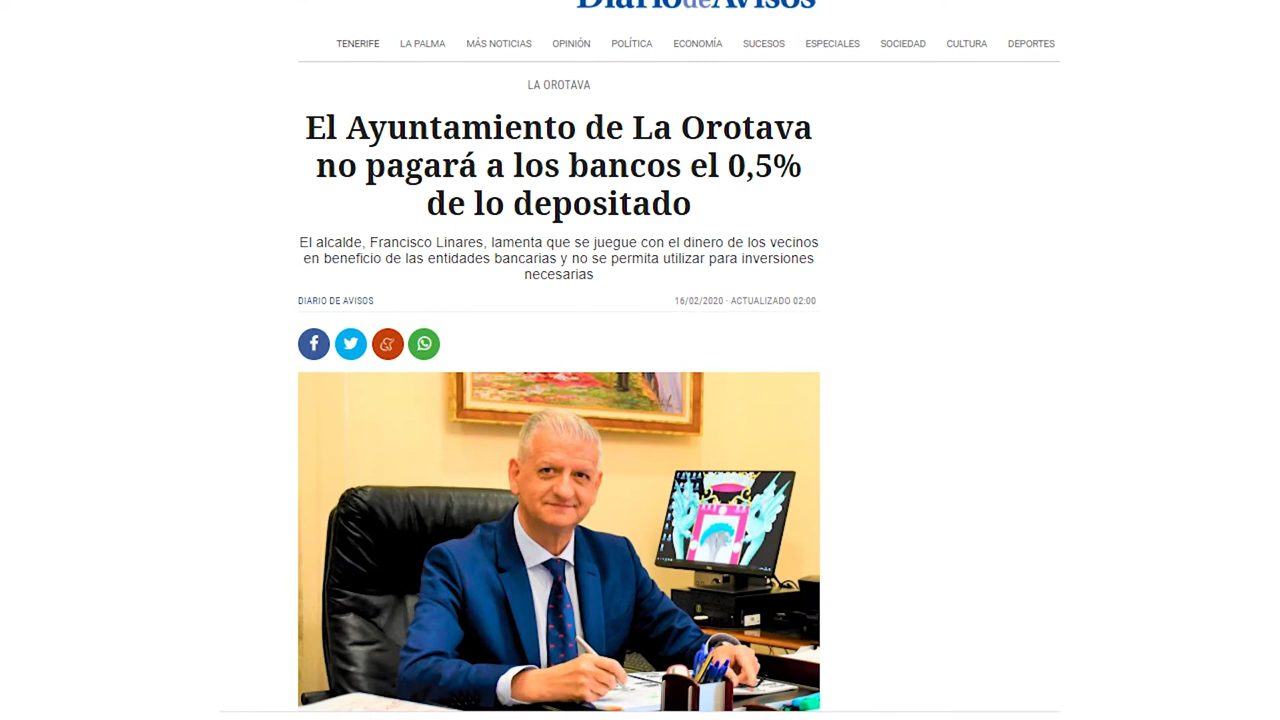 Diario de Avisos
TENERIFE LA PALMA MÁS NOTICIAS OPINIÓN POLÍTICA ECONOMÍA SUCESOS ESPECIALES SOCIEDAD CULTURA DEPORTES
LA OROTAVA
El Ayuntamiento de La Orotava
no pagará a los bancos el 0,5%
de lo depositado
El alcalde, Francisco Linares, lamenta que se juegue con el dinero de los vecinos
en beneficio de las entidades bancarias y no se permita utilizar para inversiones
necesarias
DIARIO DE AVISOS 16/02/2020 · ACTUALIZADO 02:00